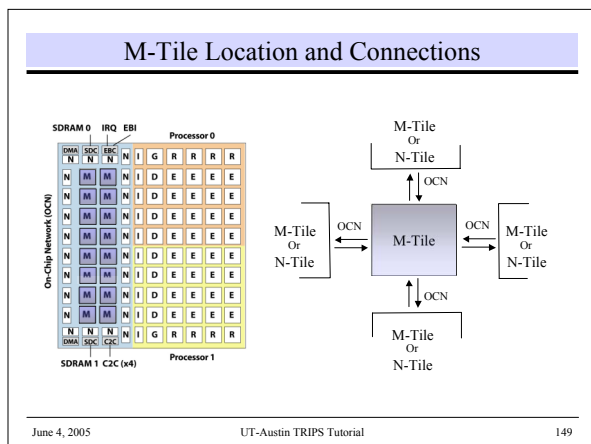 M-Tile Location and Connections
SDRAM 0 IRQ EBI
Processor 0
DMA SDC EBC
N N N N I G R R R R
N M M N I D E E E E
N M M N I D E E E E
N M M N I D E E E E
N M M N I D E E E E
N M M N I D E E E E
N M M N I D E E E E
N M M N I D E E E E
N M M N I D E E E E
N N N N I G R R R R
DMA SDC C2C
SDRAM 1 C2C (x4)
Processor 1
On-Chip Network (OCN)
M-Tile
Or
N-Tile
OCN
M-Tile
Or
N-Tile
OCN
M-Tile
OCN
M-Tile
Or
N-Tile
OCN
M-Tile
Or
N-Tile
June 4, 2005
UT-Austin TRIPS Tutorial
149